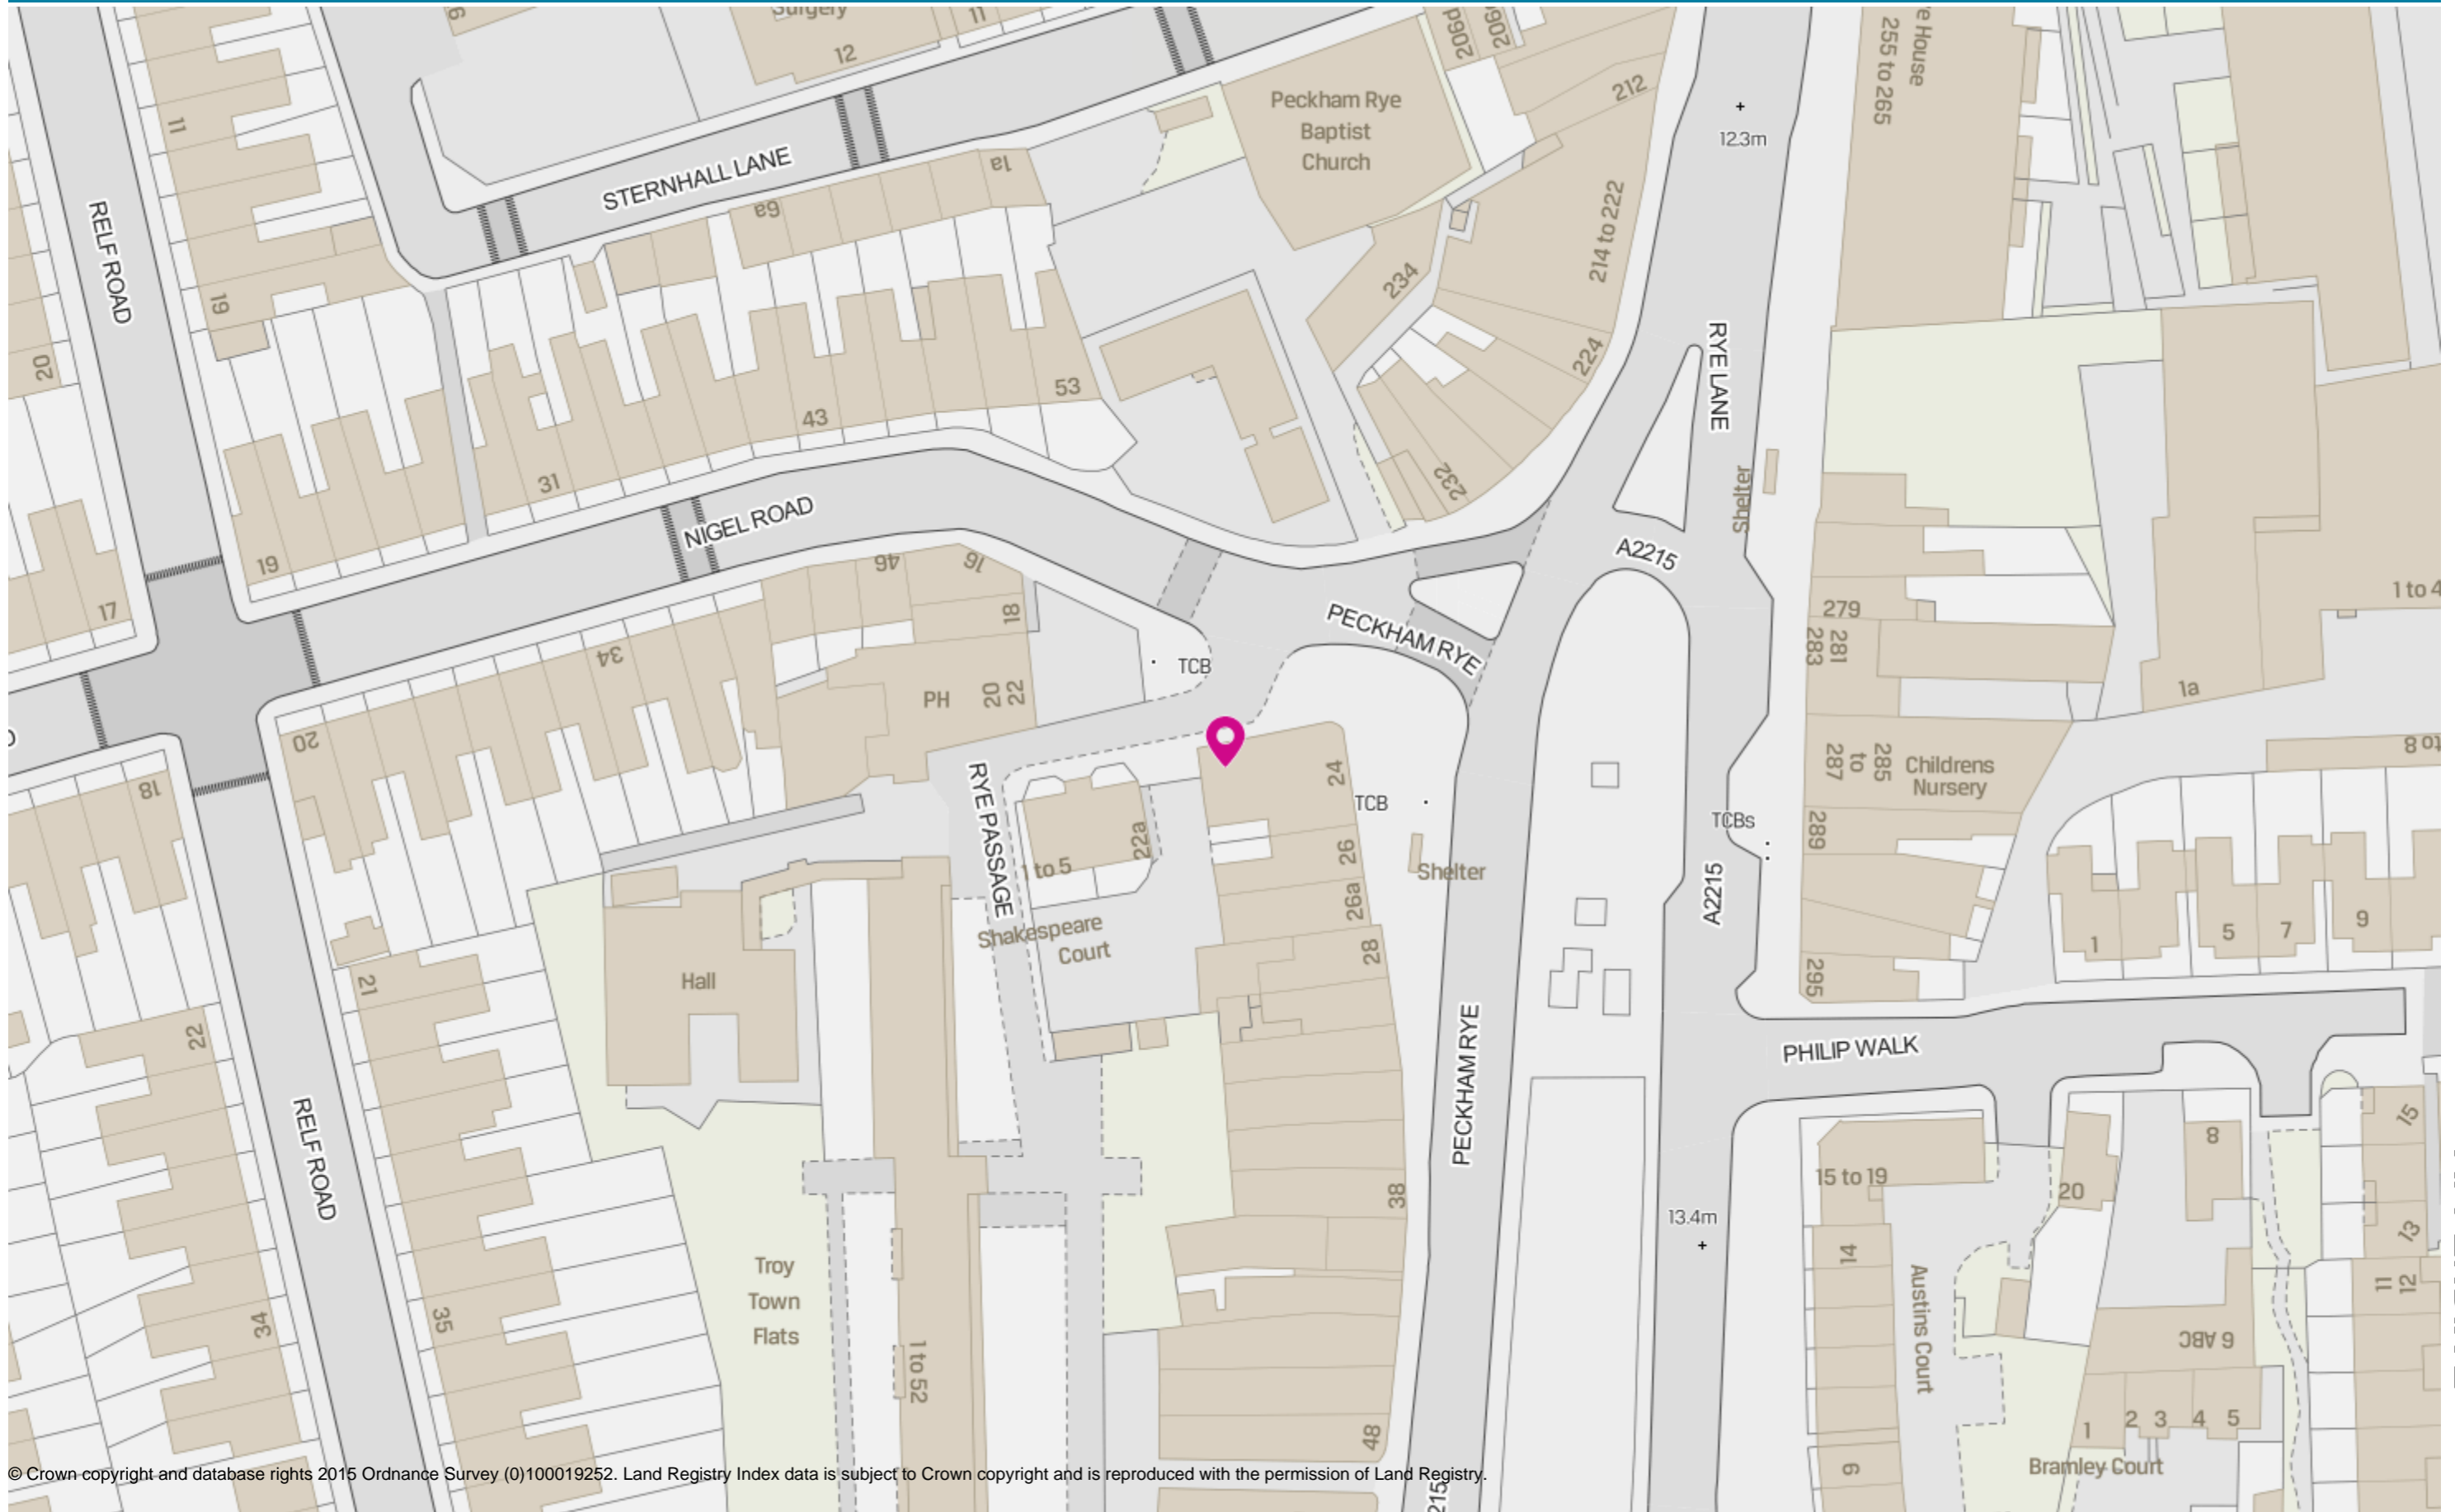 9
Surgery
11
12
206d
206
212
Peckham Rye
Baptist
Church
e House
255 to 265
12.3m
11
STERNHALL LANE
1a
6a
RELF ROAD
19
20
214 to 222
234
224
RYE LANE
232
Shelter
53
43
31
19
NIGEL ROAD
A2215
17
46
16
18
34
PH
20
22
TCB
PECKHAM RYE
279
281
283
1 to 4
1a
20
18
24
TCB
Shelter
26
26a
28
RYE PASSAGE
22a
1 to 5
Shakespeare
Court
TCBs
285
to
287
Childrens
Nursery
8 to
289
A2215
295
1
5
7
9
Hall
21
22
PECKHAM RYE
PHILIP WALK
RELF ROAD
38
13.4m
15 to 19
20
8
15
13
14
11
12
Troy
Town
Flats
Austins Court
34
35
1 to 52
6 ABC
1
2
3
4
5
48
9
Bramley Court
© Crown copyright and database rights 2015 Ordnance Survey (0)100019252. Land Registry Index data is subject to Crown copyright and is reproduced with the permission of Land Registry.